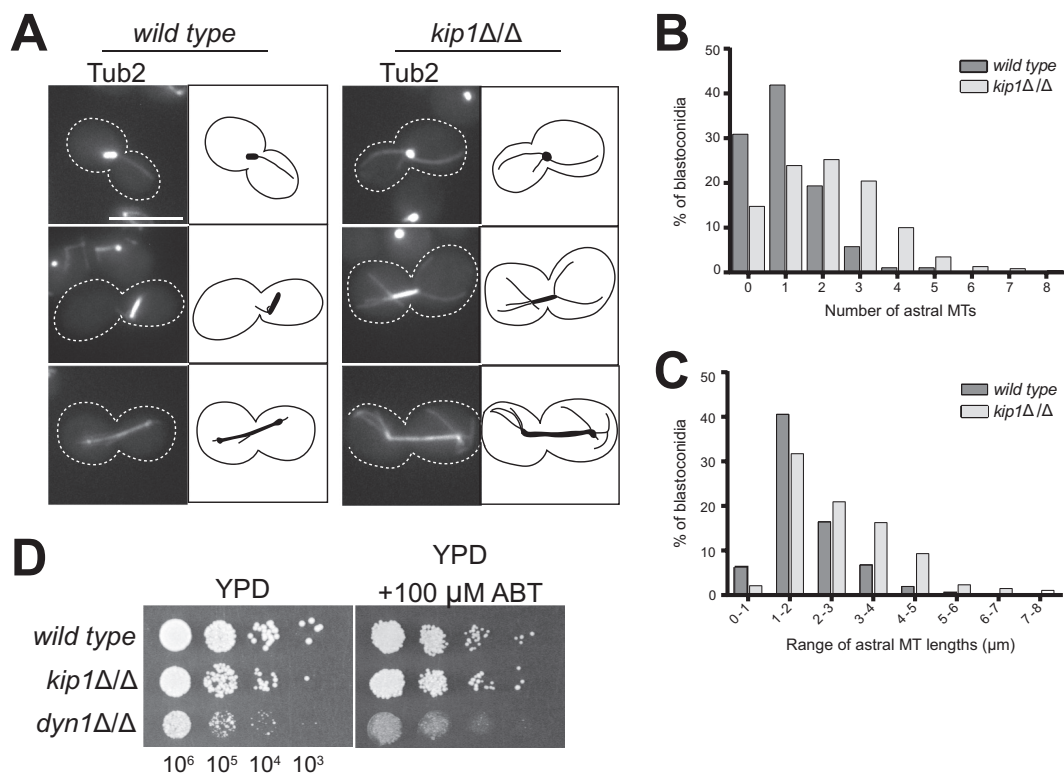 A
wild type
kip1Δ/Δ
Tub2
Tub2
B
50
40
30
20
10
0
% of blastoconidia
wild type
kip1Δ/Δ
0 1 2 3 4 5 6 7 8
Number of astral MTs
C
50
40
30
20
10
0
% of blastoconidia
wild type
kip1Δ/Δ
0-1 1-2 2-3 3-4 4-5 5-6 6-7 7-8
Range of astral MT lengths (µm)
D
YPD
YPD
+100 µM ABT
wild type
kip1Δ/Δ
dyn1Δ/Δ
10⁶ 10⁵ 10⁴ 10³